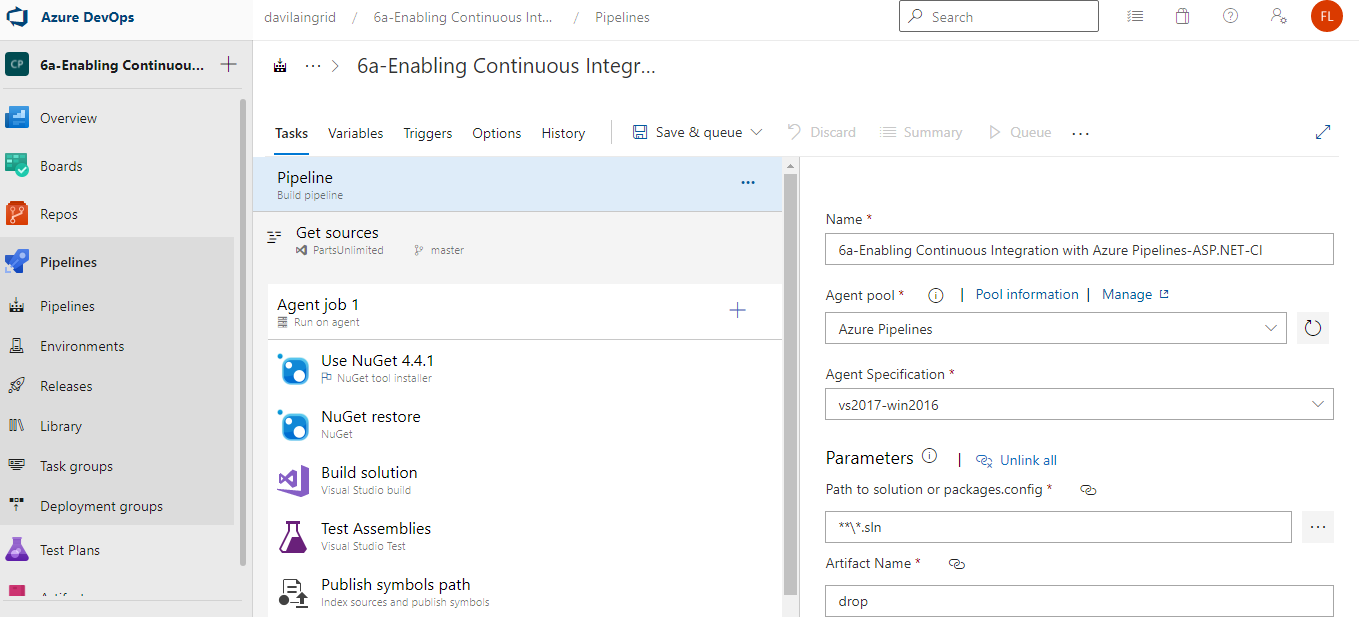 Azure DevOps
davilaingrid / 6a-Enabling Continuous Int... / Pipelines
Search
FL
CP
6a-Enabling Continuou...
Overview
Boards
Repos
Pipelines
Pipelines
Environments
Releases
Library
Task groups
Deployment groups
Test Plans
... > 6a-Enabling Continuous Integr...
Tasks Variables Triggers Options History Save & queue Discard Summary Queue ...
Pipeline
Build pipeline
Get sources
PartsUnlimited master
Agent job 1
Run on agent
Use NuGet 4.4.1
NuGet tool installer
NuGet restore
NuGet
Build solution
Visual Studio build
Test Assemblies
Visual Studio Test
Publish symbols path
Index sources and publish symbols
Name *
6a-Enabling Continuous Integration with Azure Pipelines-ASP.NET-CI
Agent pool * | Pool information | Manage
Azure Pipelines
Agent Specification *
vs2017-win2016
Parameters | Unlink all
Path to solution or packages.config *
**\*.sln
Artifact Name *
drop